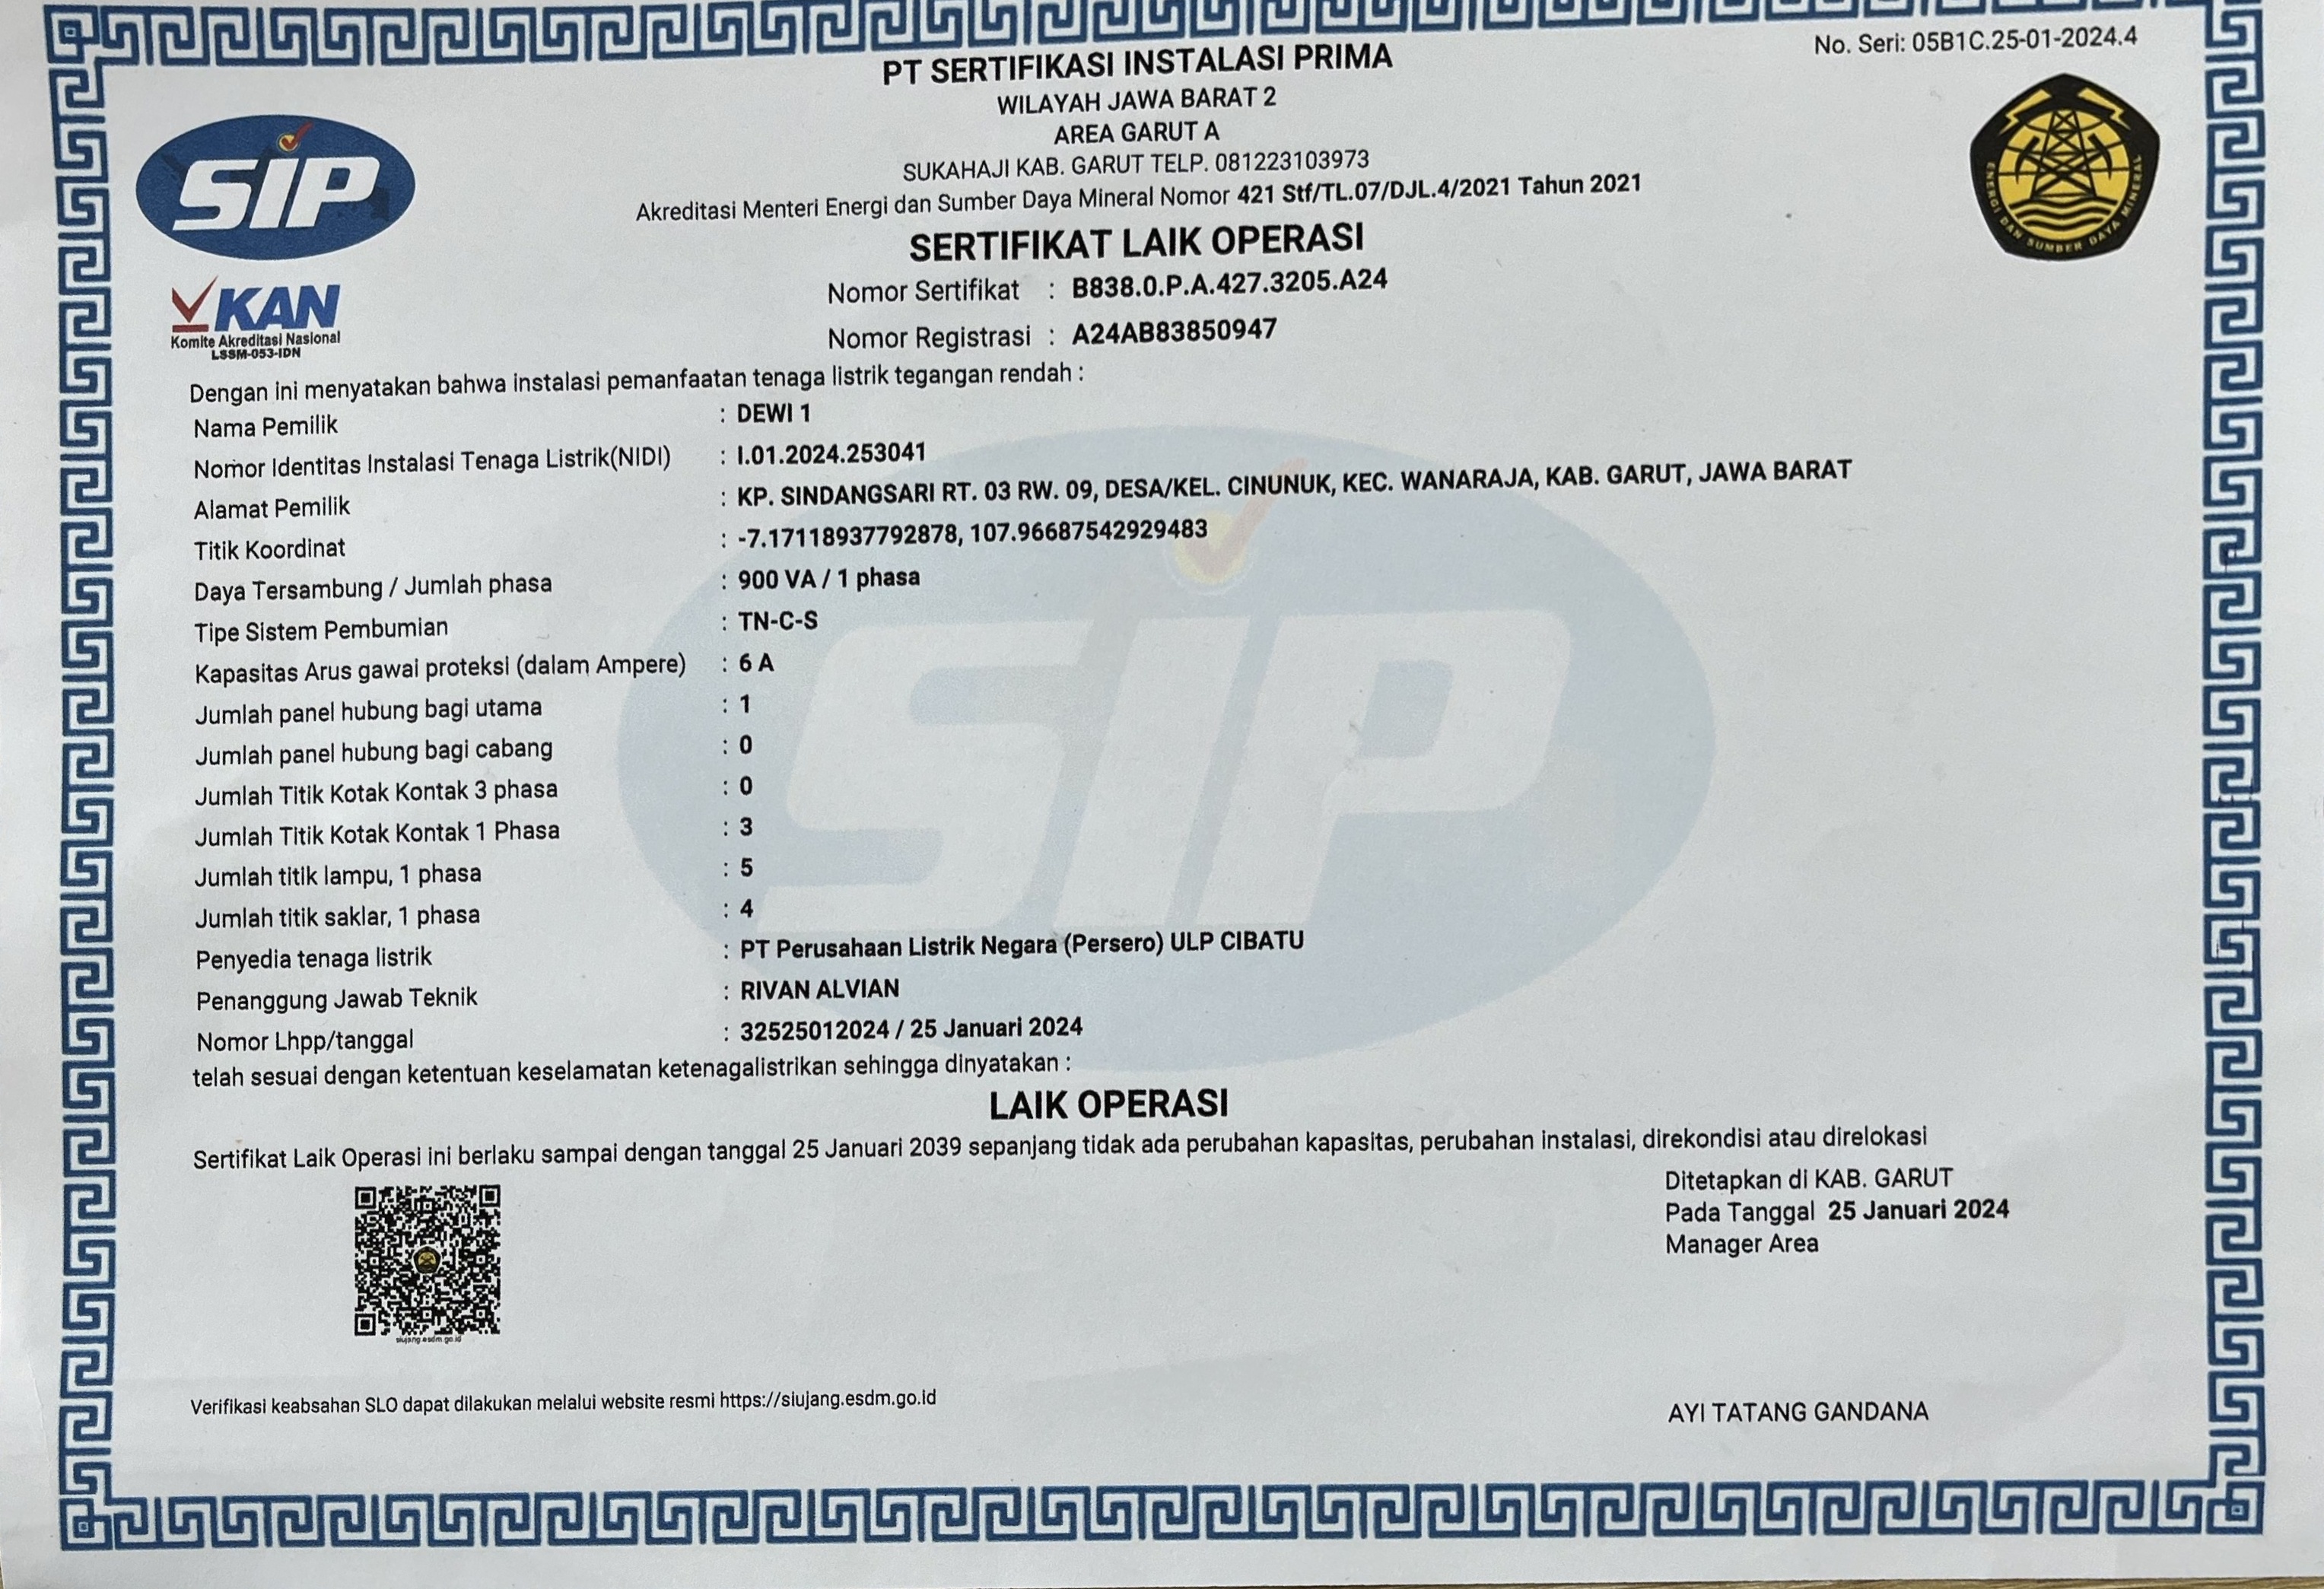 No. Seri: 05B1C.25-01-2024.4
PT SERTIFIKASI INSTALASI PRIMA
WILAYAH JAWA BARAT 2
AREA GARUT A
SUKAHAJI KAB. GARUT TELP. 081223103973
Akreditasi Menteri Energi dan Sumber Daya Mineral Nomor 421 Stf/TL.07/DJL.4/2021 Tahun 2021
SIP
ENERGI DAN SUMBER DAYA MINERAL
SERTIFIKAT LAIK OPERASI
Nomor Sertifikat : B838.0.P.A.427.3205.A24
KAN
Komite Akreditasi Nasional
LSSM-053-IDN
Nomor Registrasi : A24AB83850947
Dengan ini menyatakan bahwa instalasi pemanfaatan tenaga listrik tegangan rendah :
Nama Pemilik : DEWI 1
Nomor Identitas Instalasi Tenaga Listrik(NIDI) : I.01.2024.253041
Alamat Pemilik : KP. SINDANGSARI RT. 03 RW. 09, DESA/KEL. CINUNUK, KEC. WANARAJA, KAB. GARUT, JAWA BARAT
Titik Koordinat : -7.17118937792878, 107.96687542929483
Daya Tersambung / Jumlah phasa : 900 VA / 1 phasa
Tipe Sistem Pembumian : TN-C-S
Kapasitas Arus gawai proteksi (dalam Ampere) : 6 A
Jumlah panel hubung bagi utama : 1
Jumlah panel hubung bagi cabang : 0
Jumlah Titik Kotak Kontak 3 phasa : 0
Jumlah Titik Kotak Kontak 1 Phasa : 3
Jumlah titik lampu, 1 phasa : 5
Jumlah titik saklar, 1 phasa : 4
Penyedia tenaga listrik : PT Perusahaan Listrik Negara (Persero) ULP CIBATU
Penanggung Jawab Teknik : RIVAN ALVIAN
Nomor Lhpp/tanggal : 32525012024 / 25 Januari 2024
SIP
telah sesuai dengan ketentuan keselamatan ketenagalistrikan sehingga dinyatakan :
LAIK OPERASI
Sertifikat Laik Operasi ini berlaku sampai dengan tanggal 25 Januari 2039 sepanjang tidak ada perubahan kapasitas, perubahan instalasi, direkondisi atau direlokasi
Ditetapkan di KAB. GARUT
Pada Tanggal 25 Januari 2024
Manager Area
siujang.esdm.go.id
Verifikasi keabsahan SLO dapat dilakukan melalui website resmi https://siujang.esdm.go.id
AYI TATANG GANDANA